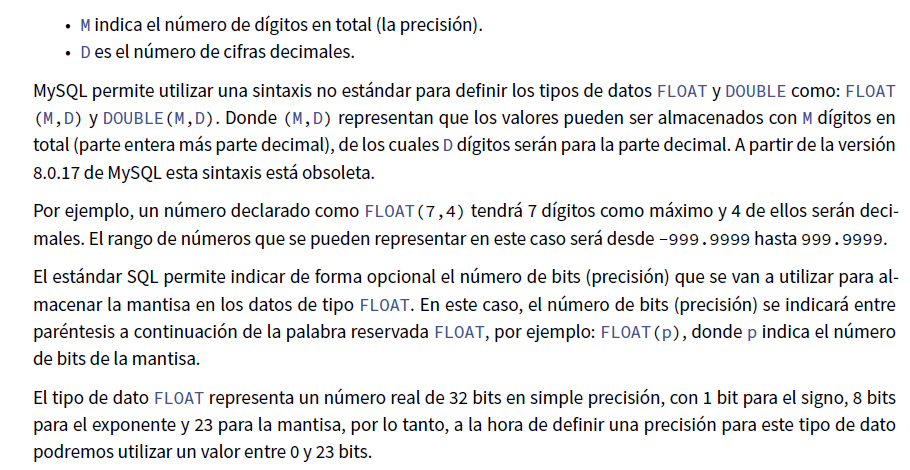 • M indica el número de dígitos en total (la precisión).
• D es el número de cifras decimales.
MySQL permite utilizar una sintaxis no estándar para definir los tipos de datos FLOAT y DOUBLE como: FLOAT
(M,D) y DOUBLE(M,D). Donde (M,D) representan que los valores pueden ser almacenados con M dígitos en
total (parte entera más parte decimal), de los cuales D dígitos serán para la parte decimal. A partir de la versión
8.0.17 de MySQL esta sintaxis está obsoleta.
Por ejemplo, un número declarado como FLOAT(7,4) tendrá 7 dígitos como máximo y 4 de ellos serán deci-
males. El rango de números que se pueden representar en este caso será desde -999.9999 hasta 999.9999.
El estándar SQL permite indicar de forma opcional el número de bits (precisión) que se van a utilizar para al-
macenar la mantisa en los datos de tipo FLOAT. En este caso, el número de bits (precisión) se indicará entre
paréntesis a continuación de la palabra reservada FLOAT, por ejemplo: FLOAT(p), donde p indica el número
de bits de la mantisa.
El tipo de dato FLOAT representa un número real de 32 bits en simple precisión, con 1 bit para el signo, 8 bits
para el exponente y 23 para la mantisa, por lo tanto, a la hora de definir una precisión para este tipo de dato
podremos utilizar un valor entre 0 y 23 bits.